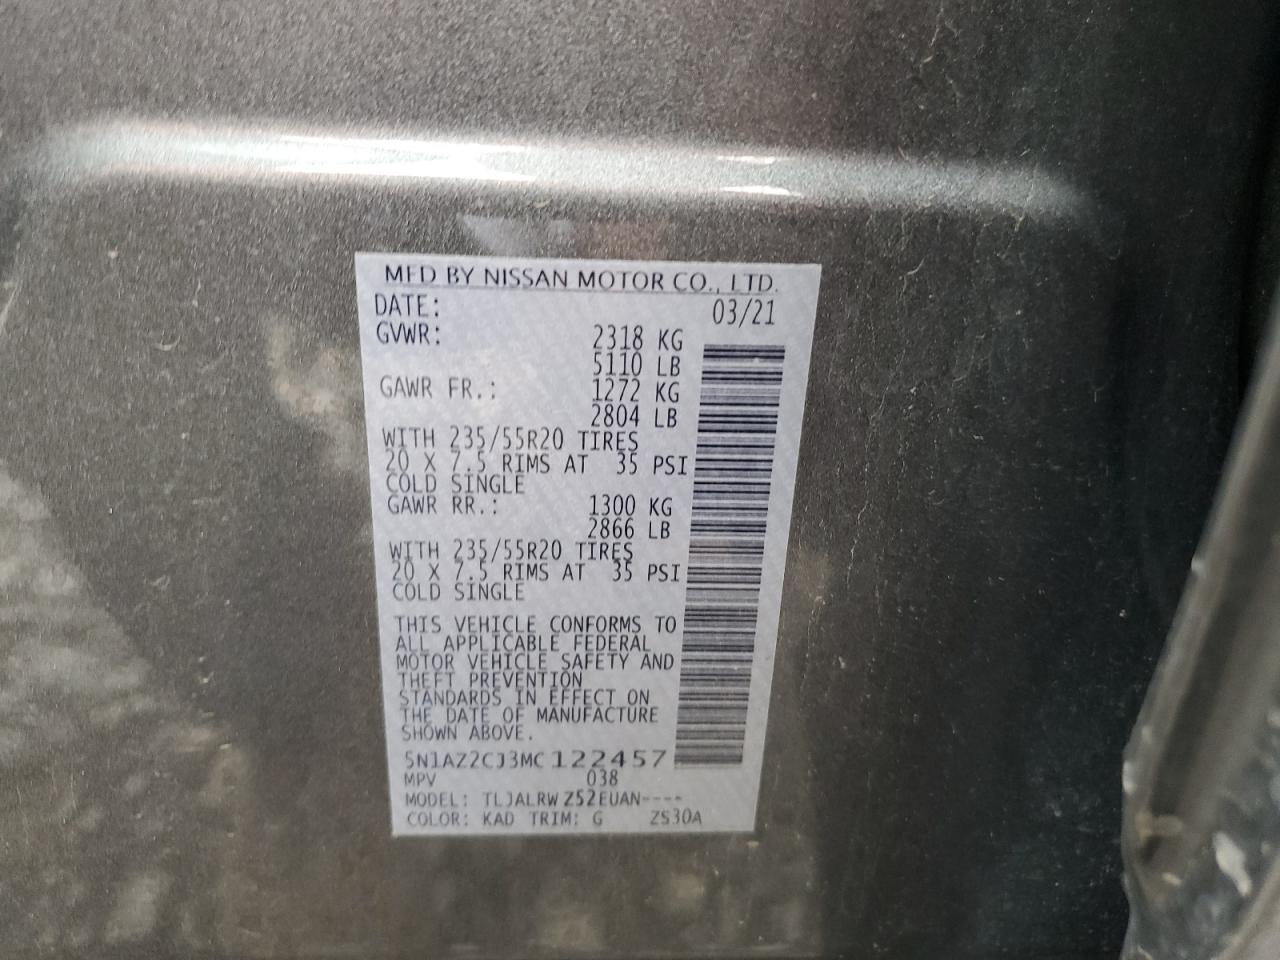 MFD BY NISSAN MOTOR CO., LTD.
DATE: 03/21
GVWR: 2318 KG
5110 LB
GAWR FR.: 1272 KG
2804 LB
WITH 235/55R20 TIRES
20 X 7.5 RIMS AT 35 PSI
COLD SINGLE
GAWR RR.: 1300 KG
2866 LB
WITH 235/55R20 TIRES
20 X 7.5 RIMS AT 35 PSI
COLD SINGLE
THIS VEHICLE CONFORMS TO
ALL APPLICABLE FEDERAL
MOTOR VEHICLE SAFETY AND
THEFT PREVENTION
STANDARDS IN EFFECT ON
THE DATE OF MANUFACTURE
SHOWN ABOVE.
5N1AZ2CJ3MC122457
MPV 038
MODEL: TLJALRWZ52EUAN----
COLOR: KAD TRIM: G ZS30A